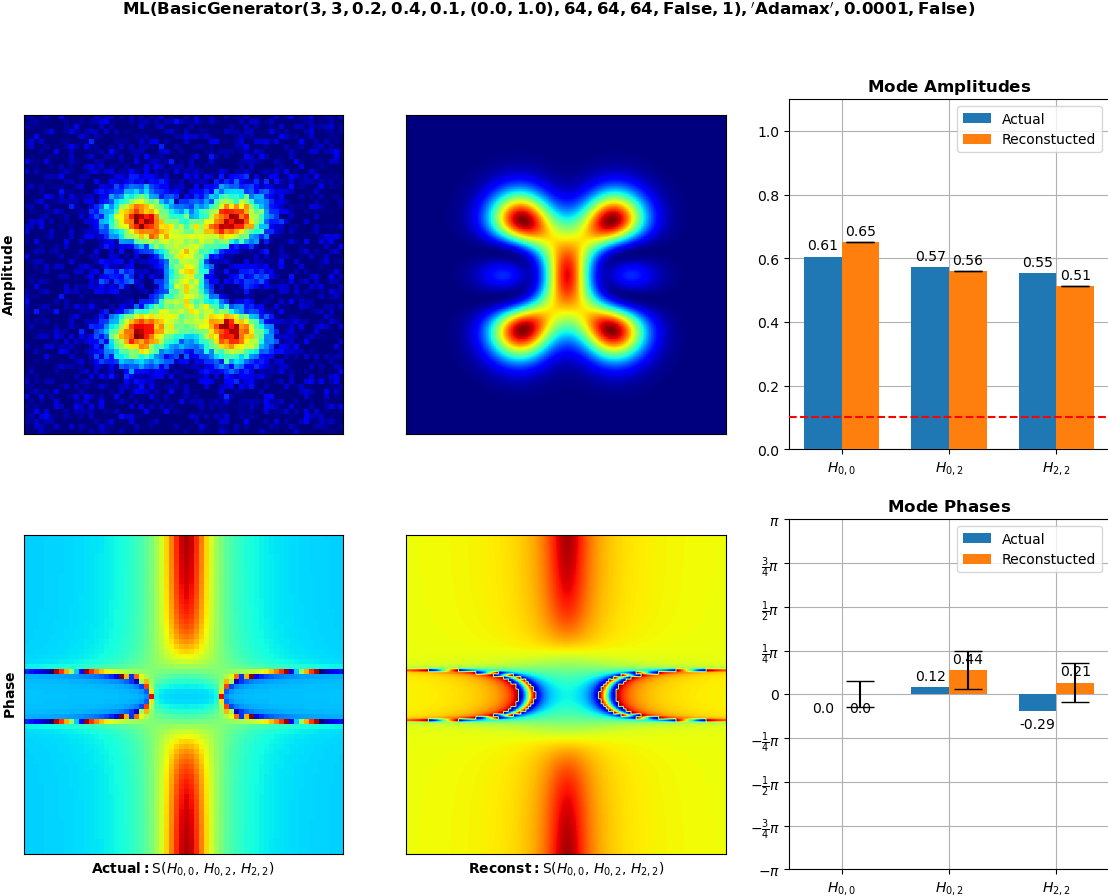 ML(BasicGenerator(3, 3, 0.2, 0.4, 0.1, (0.0, 1.0), 64, 64, 64, False, 1), ′Adamax′, 0.0001, False)
Amplitude
Mode Amplitudes
Actual
Reconstucted
1.0
0.8
0.6
0.4
0.2
0.0
0.61
0.65
0.57
0.56
0.55
0.51
H0,0
H0,2
H2,2
Phase
Actual: S(H0,0, H0,2, H2,2)
Reconst: S(H0,0, H0,2, H2,2)
Mode Phases
Actual
Reconstucted
π
3/4π
1/2π
1/4π
0
−1/4π
−1/2π
−3/4π
−π
0.0
0.0
0.12
0.44
-0.29
0.21
H0,0
H0,2
H2,2